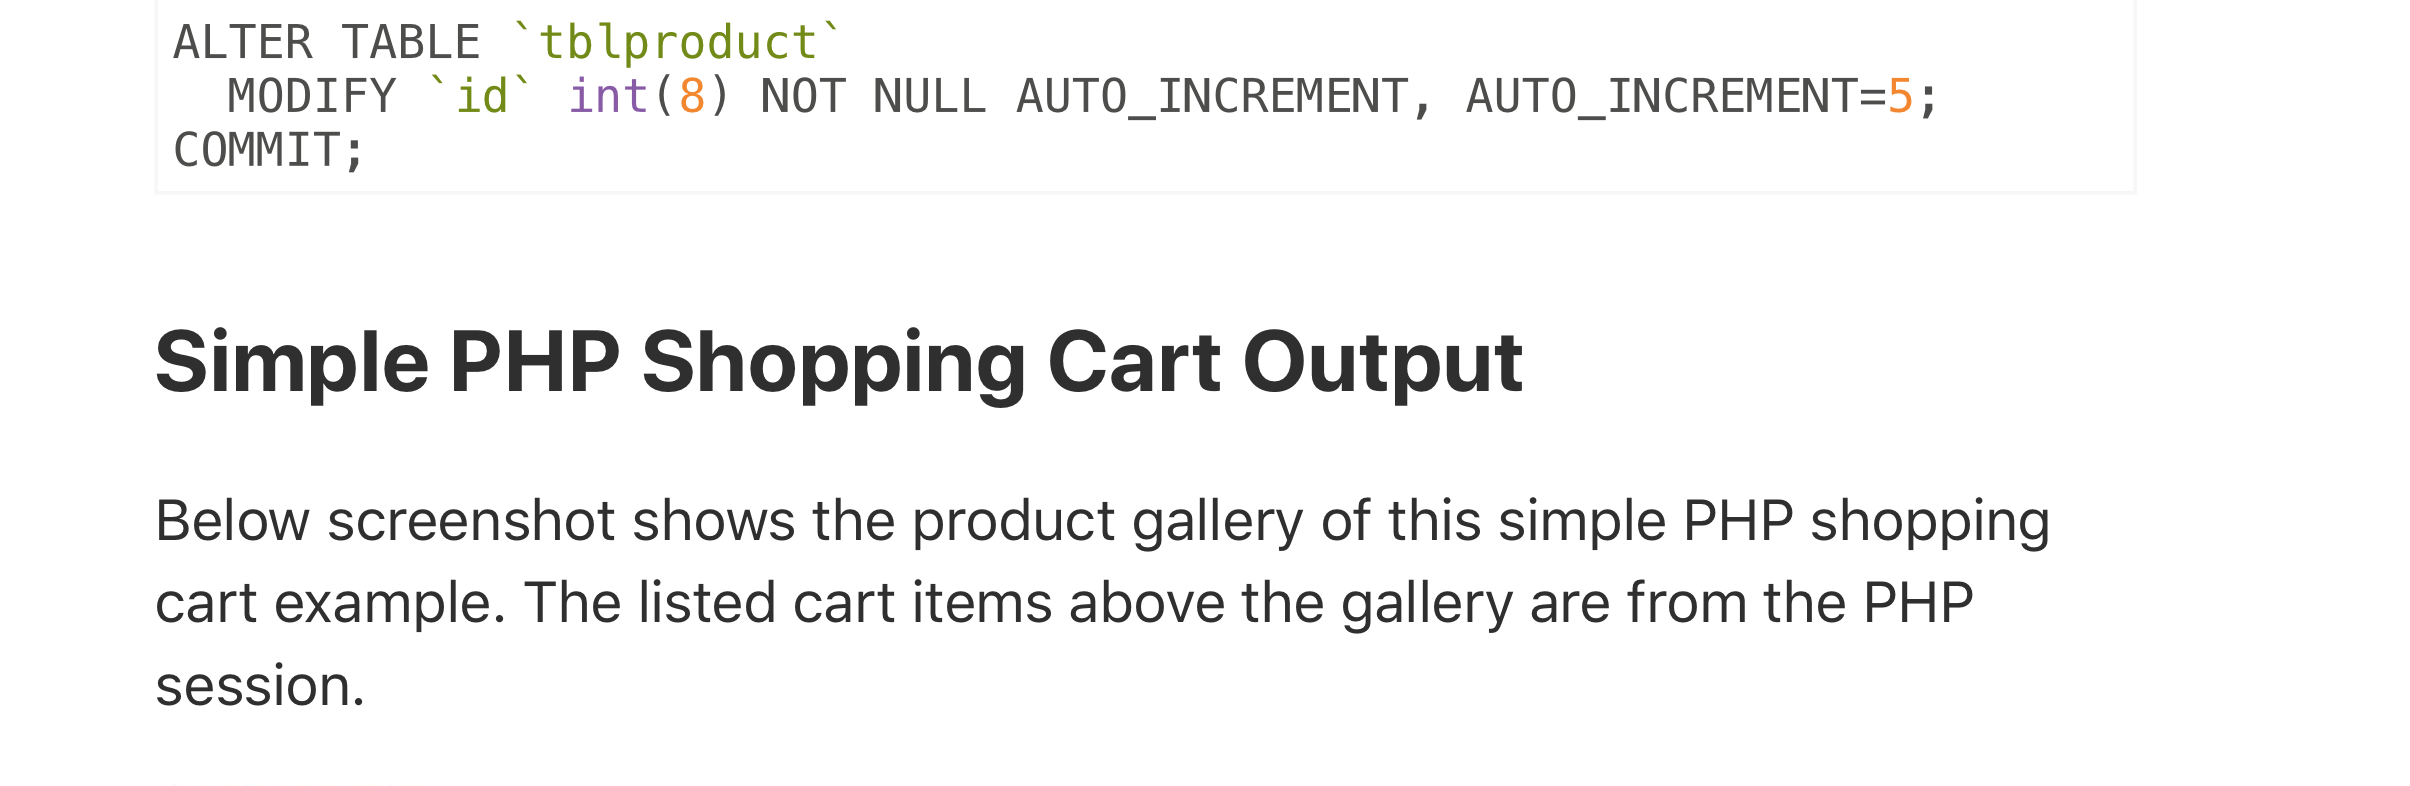 ALTER TABLE `tblproduct`
  MODIFY `id` int(8) NOT NULL AUTO_INCREMENT, AUTO_INCREMENT=5;
COMMIT;
Simple PHP Shopping Cart Output
Below screenshot shows the product gallery of this simple PHP shopping
cart example. The listed cart items above the gallery are from the PHP
session.